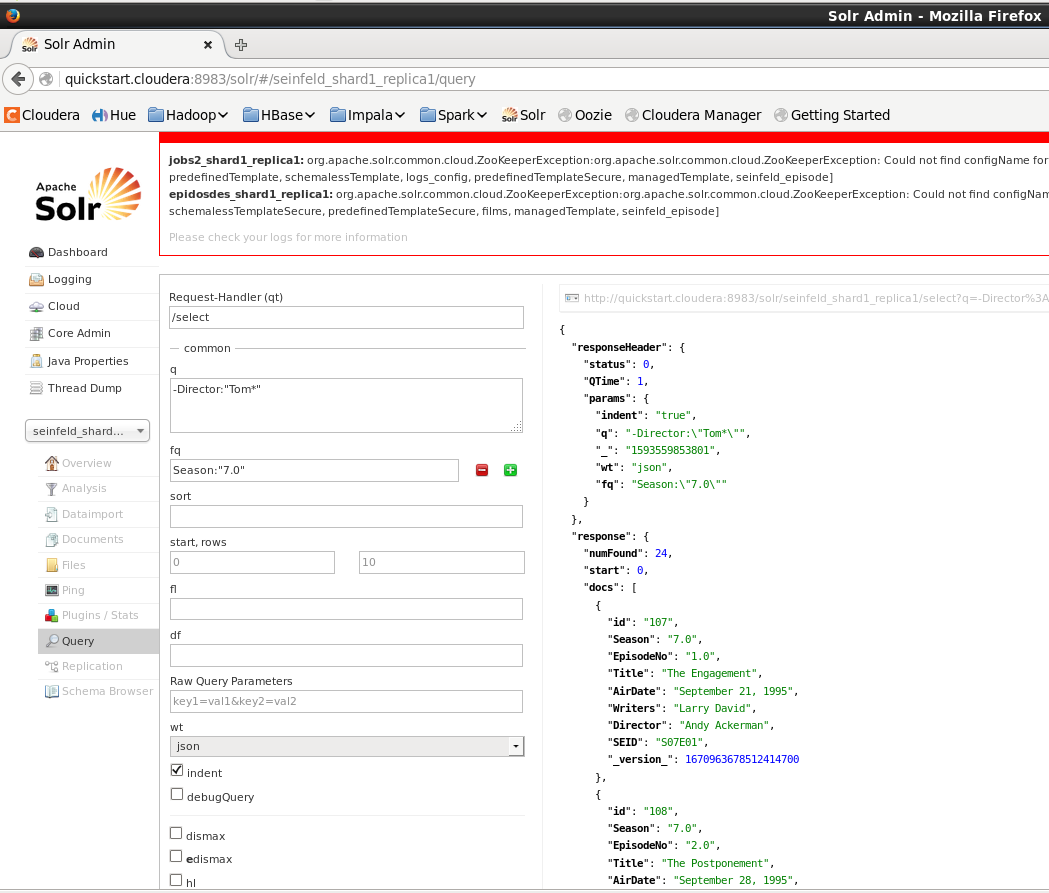 Solr Admin - Mozilla Firefox
Solr Solr Admin
quickstart.cloudera:8983/solr/#/seinfeld_shard1_replica1/query
Cloudera Hue Hadoop HBase Impala Spark Solr Solr Oozie Cloudera Manager Getting Started
jobs2_shard1_replica1: org.apache.solr.common.cloud.ZooKeeperException:org.apache.solr.common.cloud.ZooKeeperException: Could not find configName for
predefinedTemplate, schemalessTemplate, logs_config, predefinedTemplateSecure, managedTemplate, seinfeld_episode]
epidosdes_shard1_replica1: org.apache.solr.common.cloud.ZooKeeperException:org.apache.solr.common.cloud.ZooKeeperException: Could not find configNam
schemalessTemplateSecure, predefinedTemplateSecure, films, managedTemplate, seinfeld_episode]
Please check your logs for more information
Apache
Solr
Dashboard
Logging
Cloud
Core Admin
Java Properties
Thread Dump
seinfeld_shard...
Overview
Analysis
Dataimport
Documents
Files
Ping
Plugins / Stats
Query
Replication
Schema Browser
Request-Handler (qt)
/select
common
q
-Director:"Tom*"
fq
Season:"7.0"
sort
start, rows
0 10
fl
df
Raw Query Parameters
key1=val1&key2=val2
wt
json
indent
debugQuery
dismax
edismax
hl
http://quickstart.cloudera:8983/solr/seinfeld_shard1_replica1/select?q=-Director%3A
{
"responseHeader": {
"status": 0,
"QTime": 1,
"params": {
"indent": "true",
"q": "-Director:\"Tom*\"",
"_": "1593559853801",
"wt": "json",
"fq": "Season:\"7.0\""
}
},
"response": {
"numFound": 24,
"start": 0,
"docs": [
{
"id": "107",
"Season": "7.0",
"EpisodeNo": "1.0",
"Title": "The Engagement",
"AirDate": "September 21, 1995",
"Writers": "Larry David",
"Director": "Andy Ackerman",
"SEID": "S07E01",
"_version_": 1670963678512414700
},
{
"id": "108",
"Season": "7.0",
"EpisodeNo": "2.0",
"Title": "The Postponement",
"AirDate": "September 28, 1995",